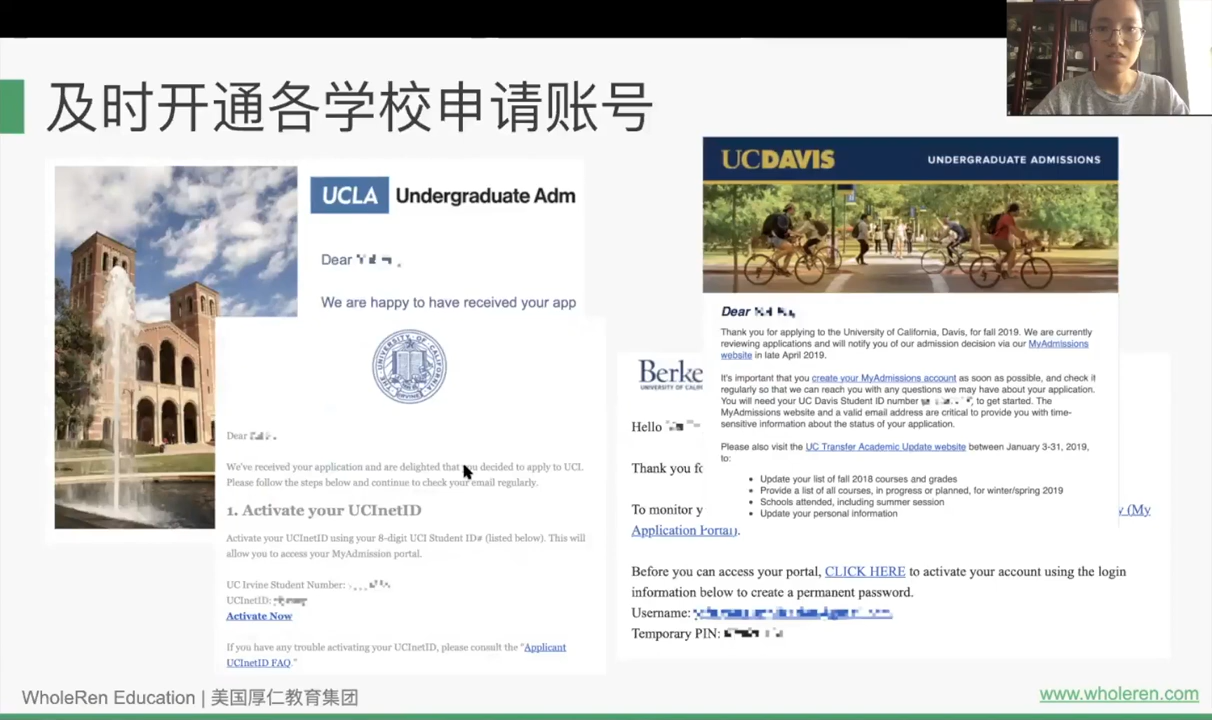 及时开通各学校申请账号
UCLA Undergraduate Adm
Dear
We are happy to have received your app
UNIVERSITY OF CALIFORNIA IRVINE
Dear
We've received your application and are delighted that you decided to apply to UCI.
Please follow the steps below and continue to check your email regularly.
1. Activate your UCInetID
Activate your UCInetID using your 8-digit UCI Student ID# (listed below). This will
allow you to access your MyAdmission portal.
UC Irvine Student Number:
UCInetID:
Activate Now
If you have any trouble activating your UCInetID, please consult the "Applicant
UCInetID FAQ."
UCDAVIS UNDERGRADUATE ADMISSIONS
Dear
Thank you for applying to the University of California, Davis, for fall 2019. We are currently
reviewing applications and will notify you of our admission decision via our MyAdmissions
website in late April 2019.
It's important that you create your MyAdmissions account as soon as possible, and check it
regularly so that we can reach you with any questions we may have about your application.
You will need your UC Davis Student ID number , to get started. The
MyAdmissions website and a valid email address are critical to provide you with time-
sensitive information about the status of your application.
Please also visit the UC Transfer Academic Update website between January 3-31, 2019,
to:
• Update your list of fall 2018 courses and grades
• Provide a list of all courses, in progress or planned, for winter/spring 2019
• Schools attended, including summer session
• Update your personal information
Berke
UNIVERSITY OF CALIF
Hello
Thank you fo
To monitor y y (My
Application Portal).
Before you can access your portal, CLICK HERE to activate your account using the login
information below to create a permanent password.
Username:
Temporary PIN:
WholeRen Education | 美国厚仁教育集团
www.wholeren.com